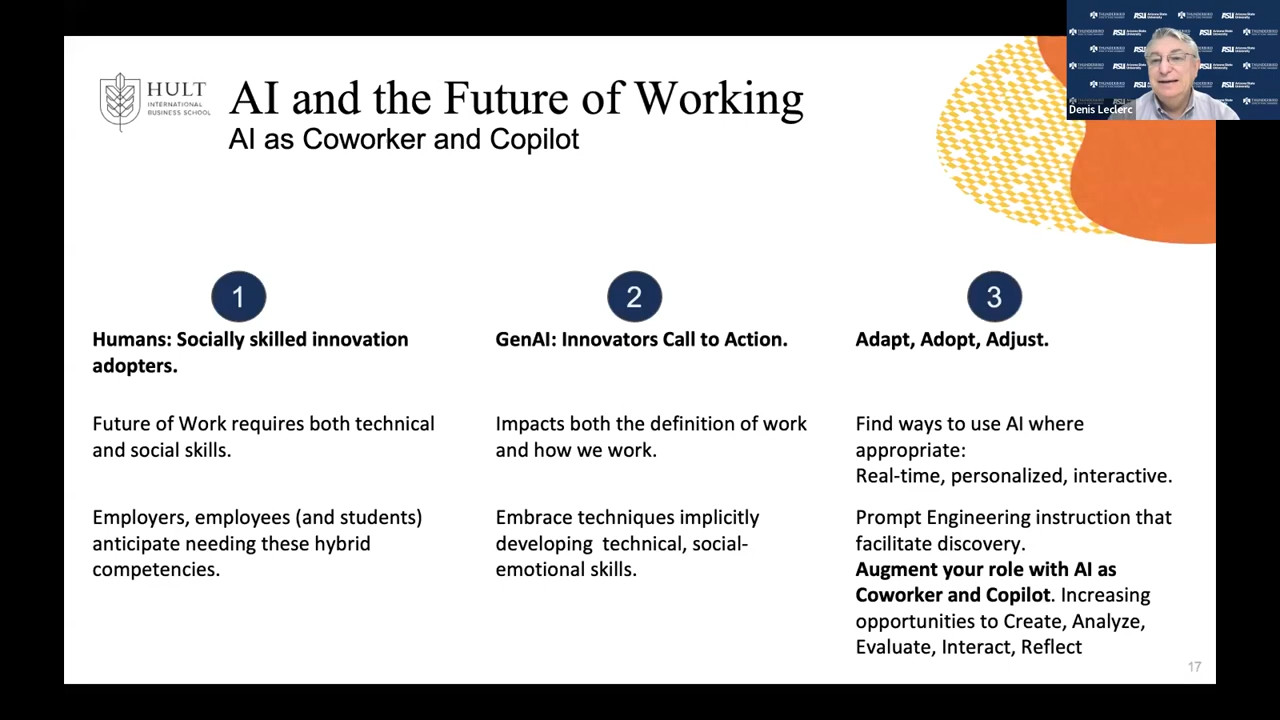 HULT
INTERNATIONAL
BUSINESS SCHOOL
AI and the Future of Working
AI as Coworker and Copilot
THUNDERBIRD
ASU Arizona State University
Denis Leclerc
1
Humans: Socially skilled innovation
adopters.
Future of Work requires both technical
and social skills.
Employers, employees (and students)
anticipate needing these hybrid
competencies.
2
GenAI: Innovators Call to Action.
Impacts both the definition of work
and how we work.
Embrace techniques implicitly
developing  technical, social-
emotional skills.
3
Adapt, Adopt, Adjust.
Find ways to use AI where
appropriate:
Real-time, personalized, interactive.
Prompt Engineering instruction that
facilitate discovery.
Augment your role with AI as
Coworker and Copilot. Increasing
opportunities to Create, Analyze,
Evaluate, Interact, Reflect
17